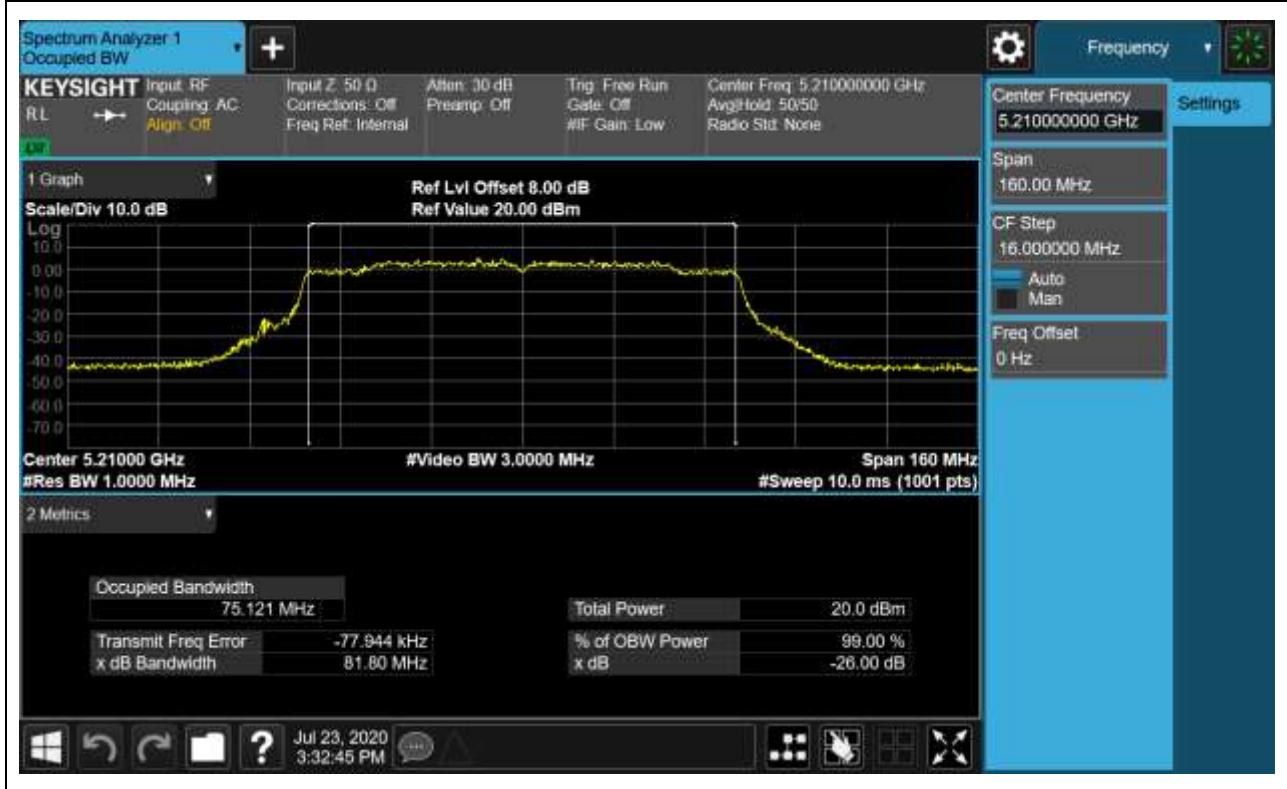 Spectrum Analyzer 1
Occupied BW
+
Frequency
KEYSIGHT
RL
Input: RF
Coupling: AC
Align: Off
Input Z: 50 Ω
Corrections: Off
Freq Ref: Internal
Atten: 30 dB
Preamp: Off
Trig: Free Run
Gate: Off
#IF Gain: Low
Center Freq: 5.210000000 GHz
Avg|Hold: 50/50
Radio Std: None
Center Frequency
5.210000000 GHz
Settings
Span
160.00 MHz
CF Step
16.000000 MHz
Auto
Man
Freq Offset
0 Hz
1 Graph
Scale/Div 10.0 dB
Ref Lvl Offset 8.00 dB
Ref Value 20.00 dBm
Log
10.0
0.00
-10.0
-20.0
-30.0
-40.0
-50.0
-60.0
-70.0
Center 5.21000 GHz
#Video BW 3.0000 MHz
Span 160 MHz
#Res BW 1.0000 MHz
#Sweep 10.0 ms (1001 pts)
2 Metrics
Occupied Bandwidth
75.121 MHz
Total Power 20.0 dBm
Transmit Freq Error -77.944 kHz
% of OBW Power 99.00 %
x dB Bandwidth 81.80 MHz
x dB -26.00 dB
?
Jul 23, 2020
3:32:45 PM